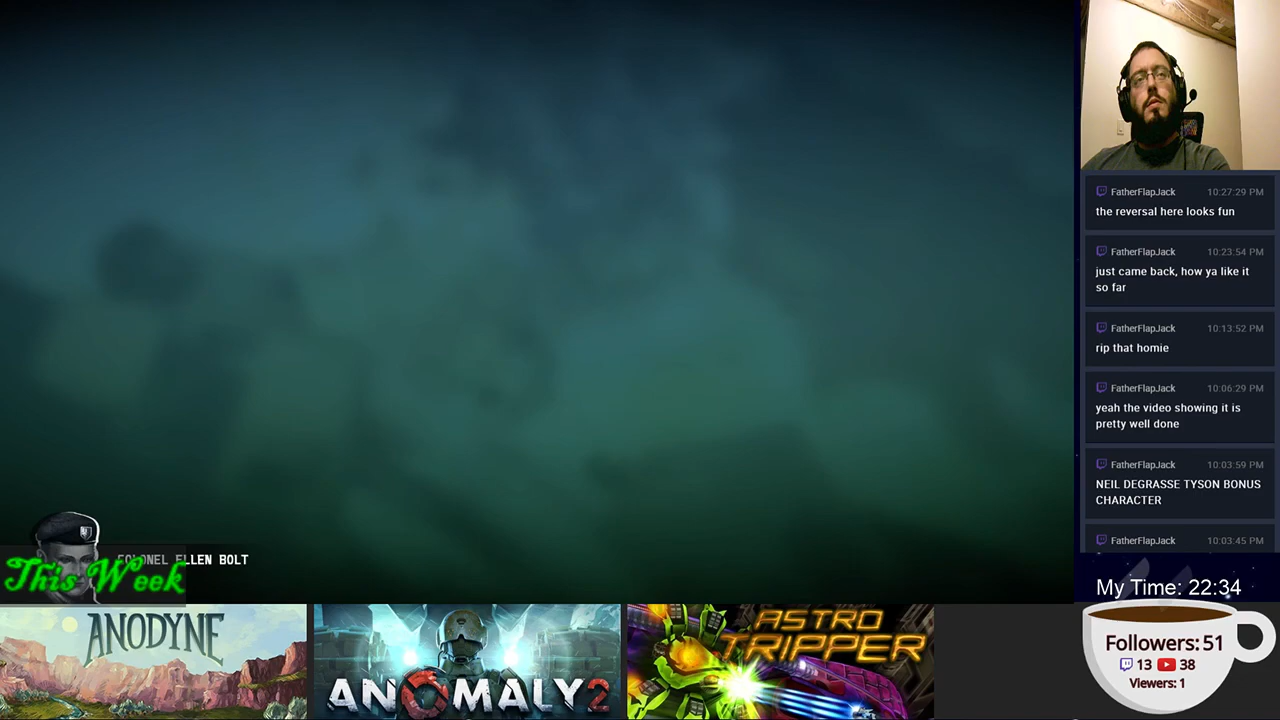 FatherFlapJack 10:27:29 PM
the reversal here looks fun
FatherFlapJack 10:23:54 PM
just came back, how ya like it
so far
FatherFlapJack 10:13:52 PM
rip that homie
FatherFlapJack 10:06:29 PM
yeah the video showing it is
pretty well done
FatherFlapJack 10:03:59 PM
NEIL DEGRASSE TYSON BONUS
CHARACTER
FatherFlapJack 10:03:45 PM
COLONEL ELLEN BOLT
This Week
My Time: 22:34
ANODYNE
ANOMALY 2
ASTRO
TRIPPER
Followers: 51
13 38
Viewers: 1